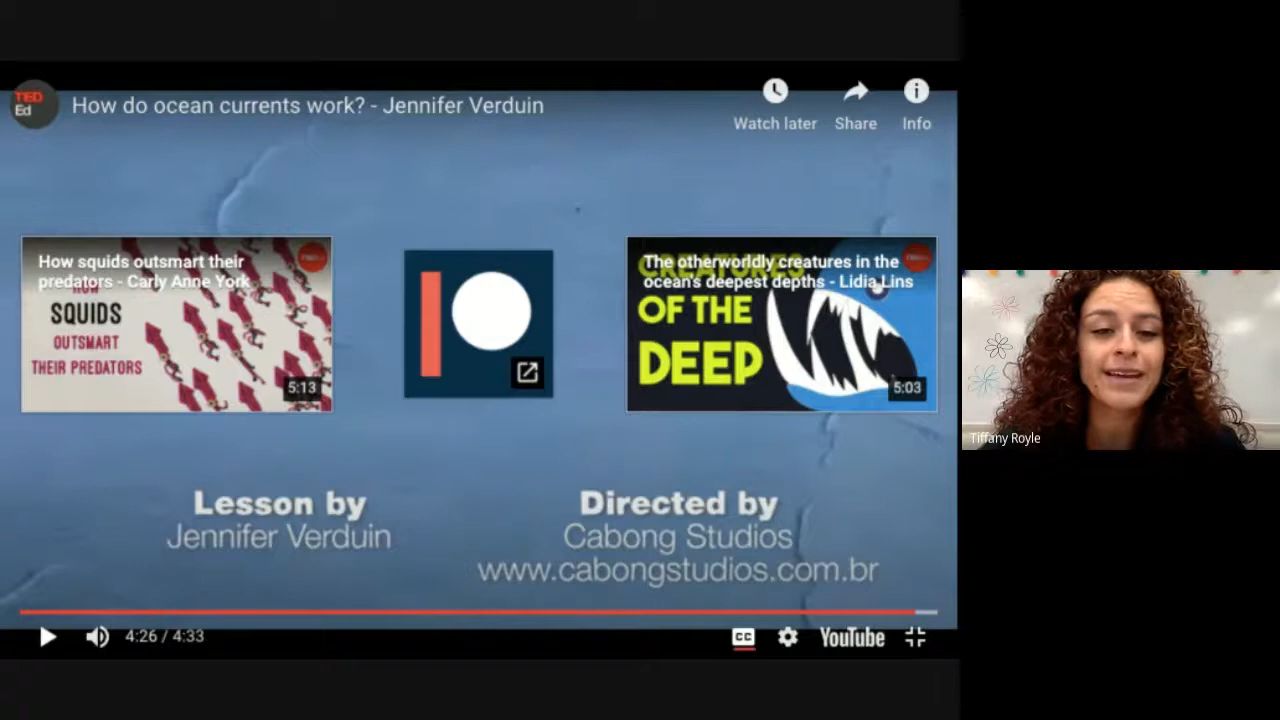 TED
Ed
How do ocean currents work? - Jennifer Verduin
Watch later
Share
Info
How squids outsmart their
predators - Carly Anne York
HOW
SQUIDS
OUTSMART
THEIR PREDATORS
5:13
The otherworldly creatures in the
ocean's deepest depths - Lidia Lins
CREATURES
OF THE
DEEP
5:03
Tiffany Royle
Lesson by
Jennifer Verduin
Directed by
Cabong Studios
www.cabongstudios.com.br
4:26 / 4:33
CC
YouTube